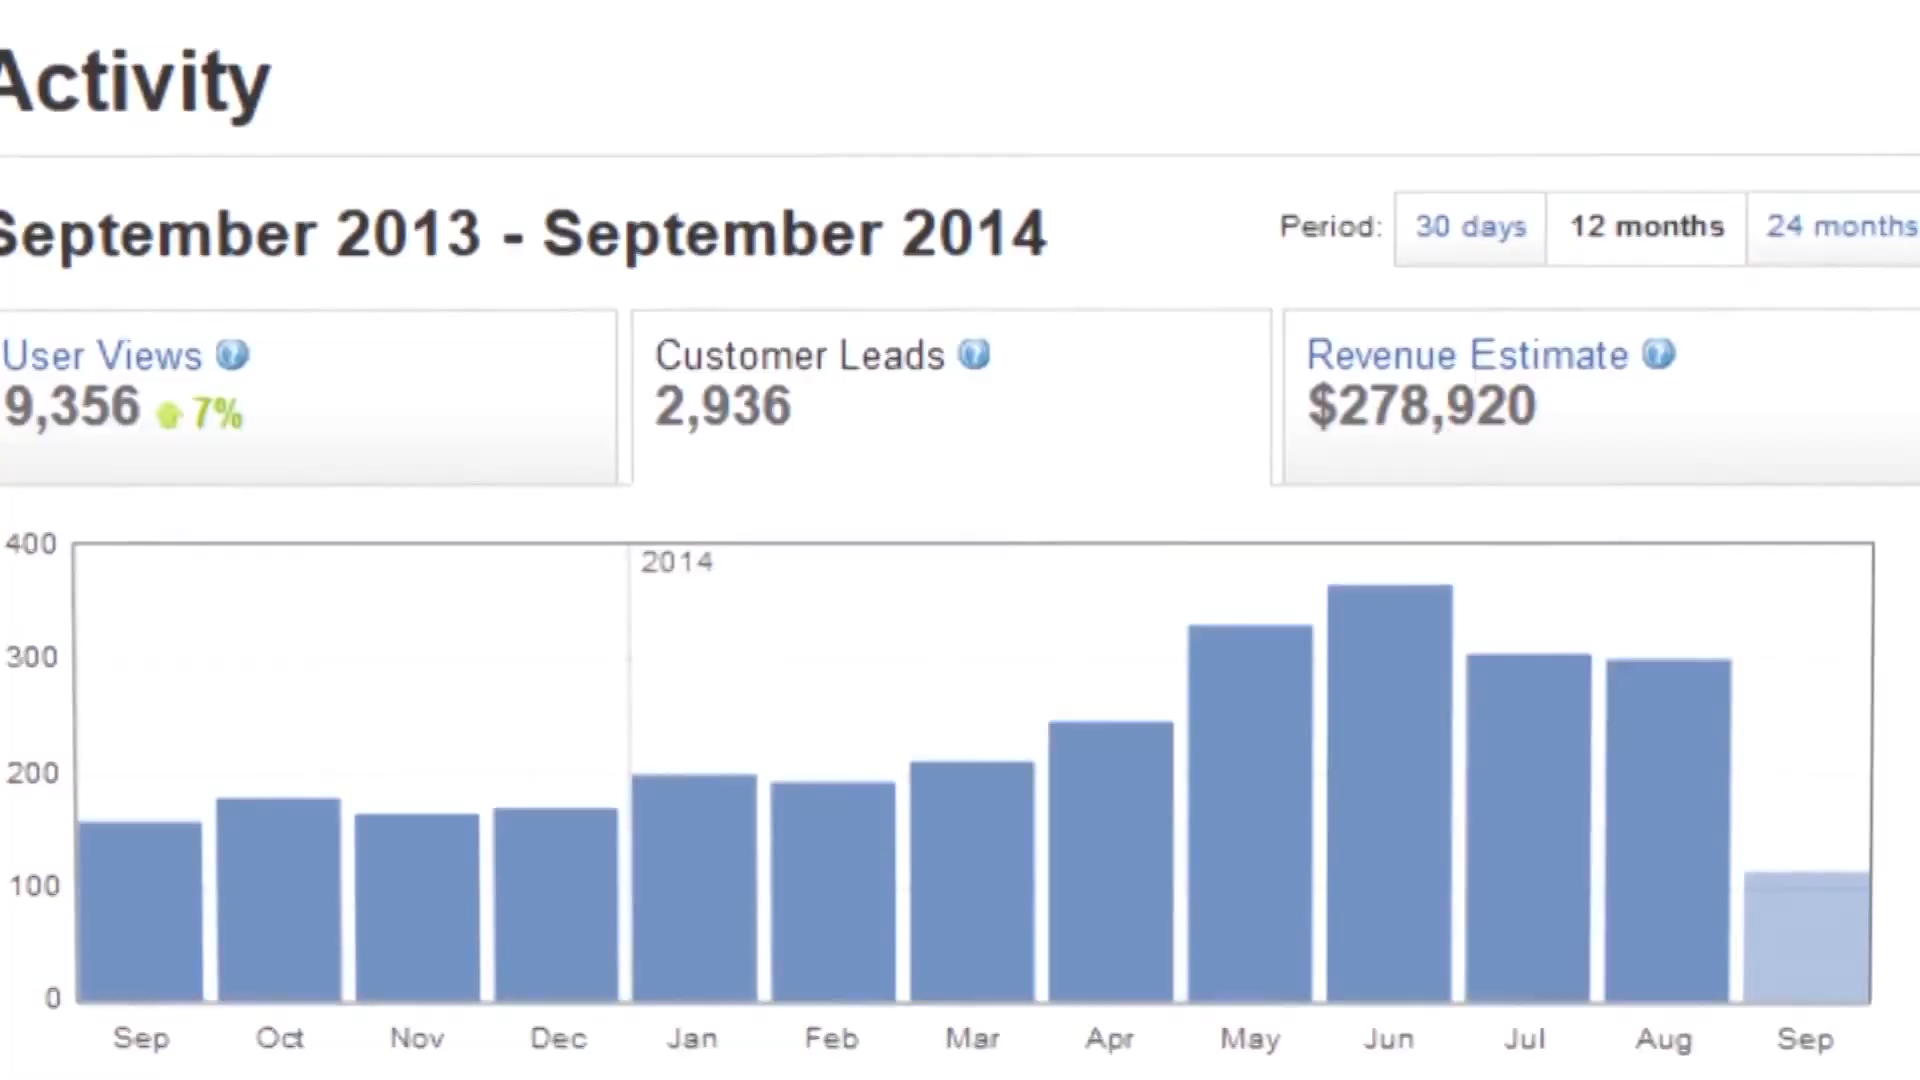 Activity
September 2013 - September 2014
Period: 30 days 12 months 24 months
User Views ? Customer Leads ? Revenue Estimate ?
9,356 7% 2,936 $278,920
400
2014
300
200
100
0
Sep Oct Nov Dec Jan Feb Mar Apr May Jun Jul Aug Sep